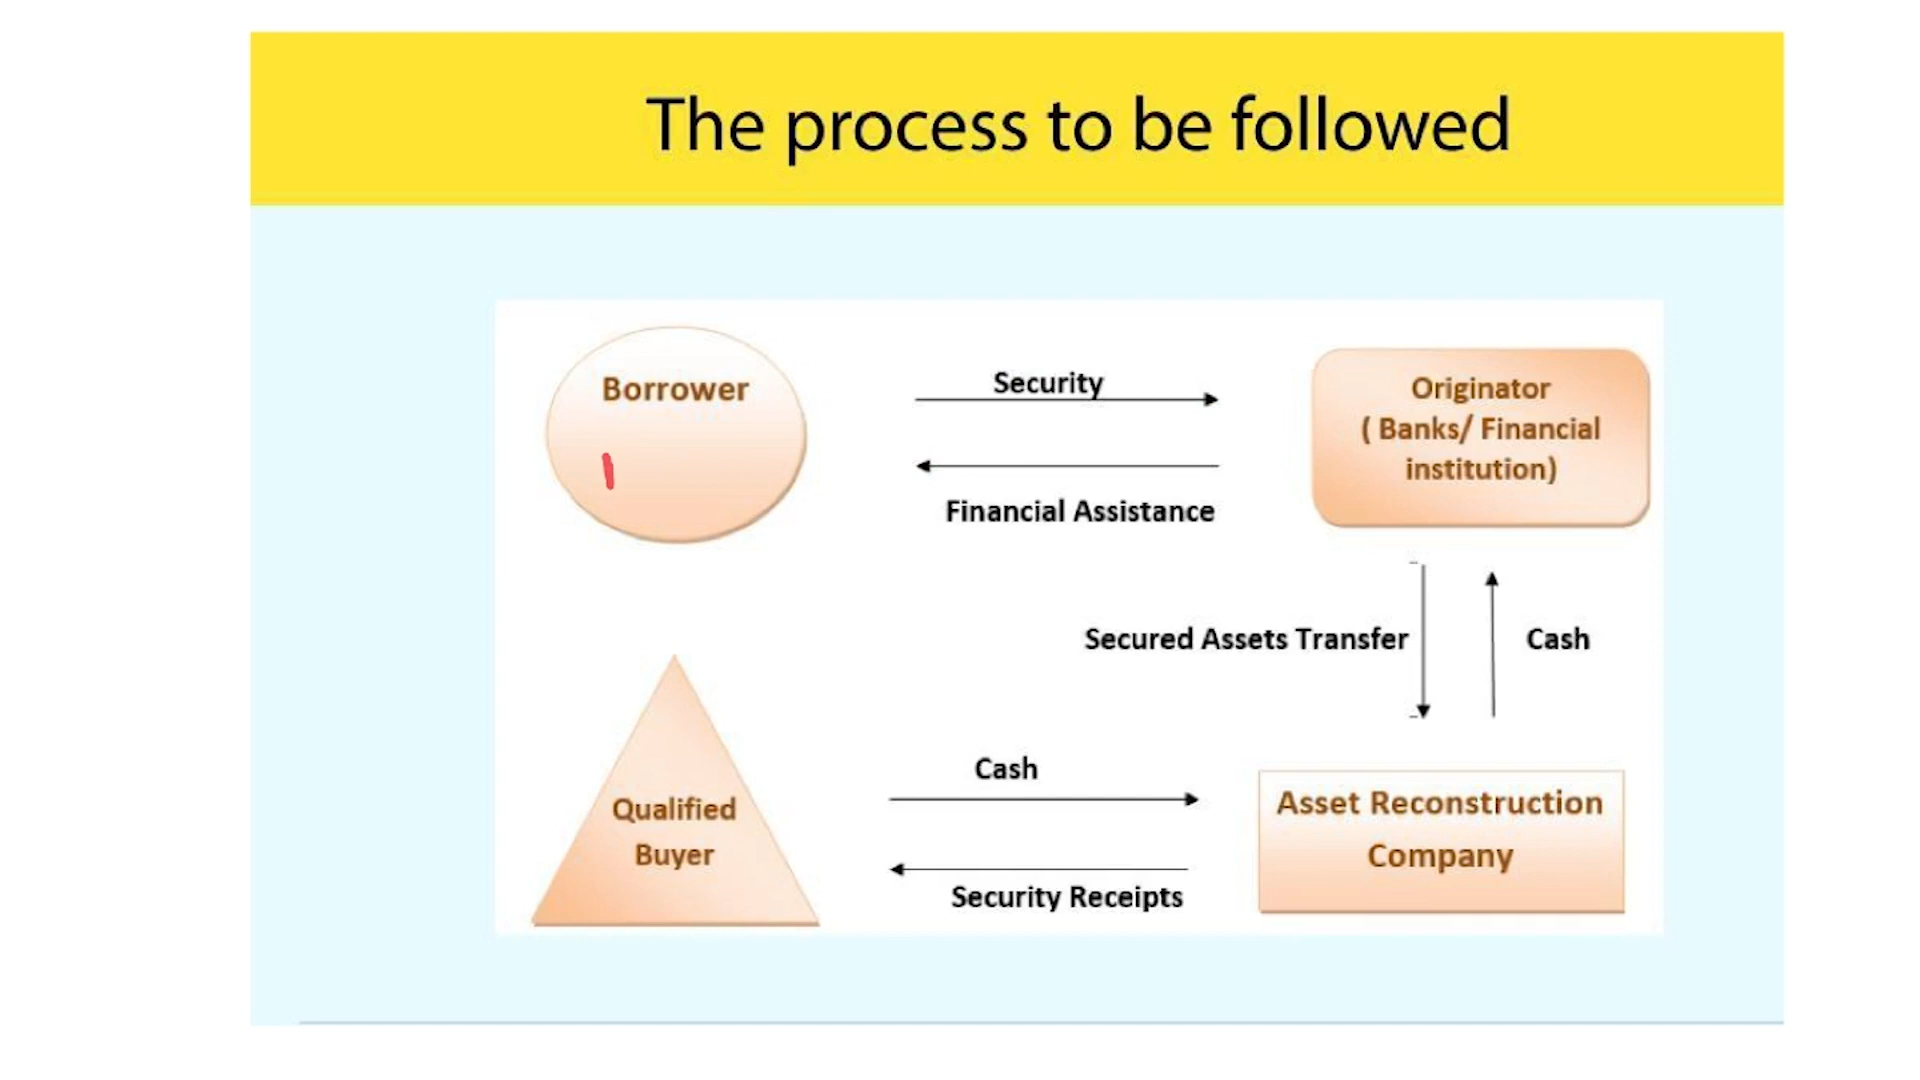 The process to be followed
Borrower
Security
Financial Assistance
Originator
( Banks/ Financial
institution)
Secured Assets Transfer
Cash
Qualified
Buyer
Cash
Security Receipts
Asset Reconstruction
Company